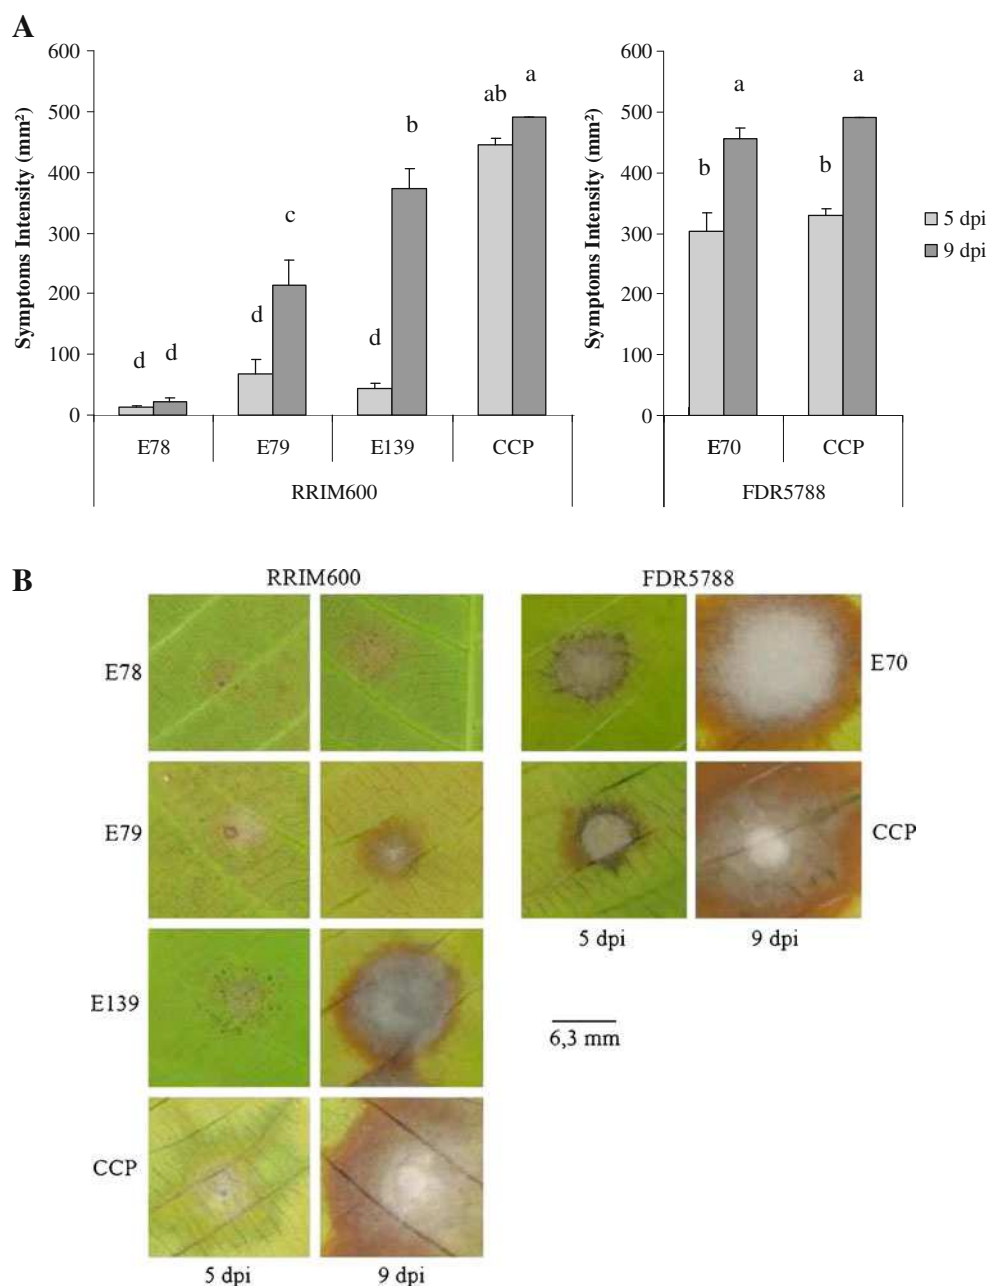 A
Symptoms Intensity (mm²)
600
500
400
300
200
100
0
d
d
d
c
d
b
ab
a
E78
E79
E139
CCP
RRIM600
Symptoms Intensity (mm²)
600
500
400
300
200
100
0
b
a
b
a
E70
CCP
FDR5788
5 dpi
9 dpi
B
RRIM600
FDR5788
E78
E70
E79
CCP
5 dpi
9 dpi
E139
6,3 mm
CCP
5 dpi
9 dpi